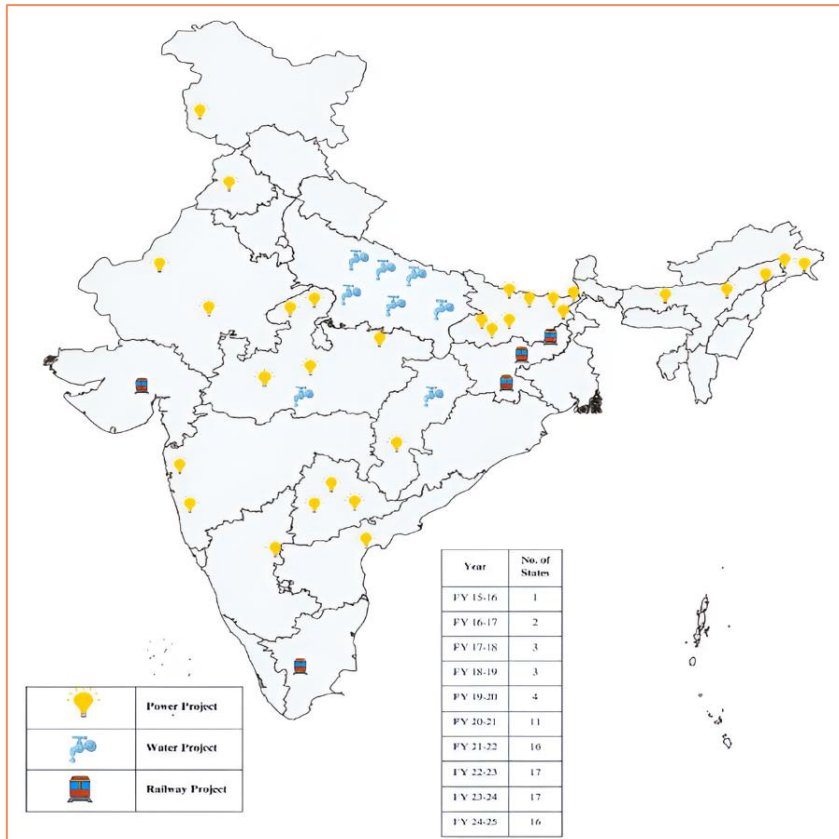 Year No. of States
FY 15-16 1
FY 16-17 2
FY 17-18 3
FY 18-19 3
FY 19-20 4
FY 20-21 11
FY 21-22
FY 22-23 17
FY 23-24 17
FY 24-25 16
Power Project
Water Project
Railway Project